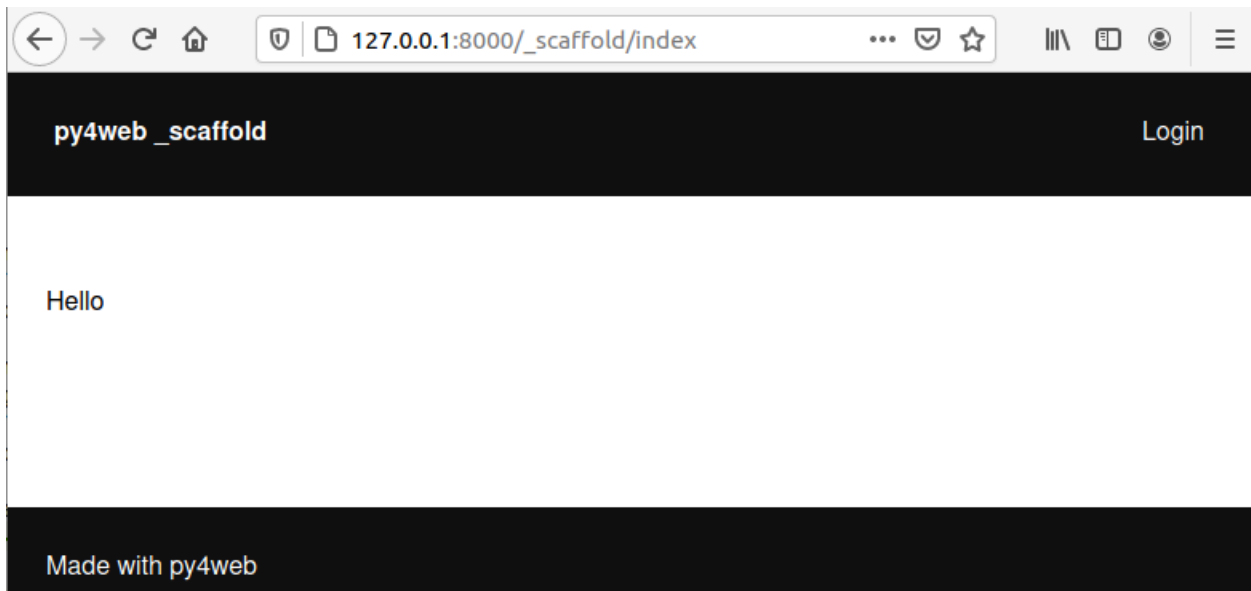 127.0.0.1:8000/_scaffold/index
py4web _scaffold
Login
Hello
Made with py4web